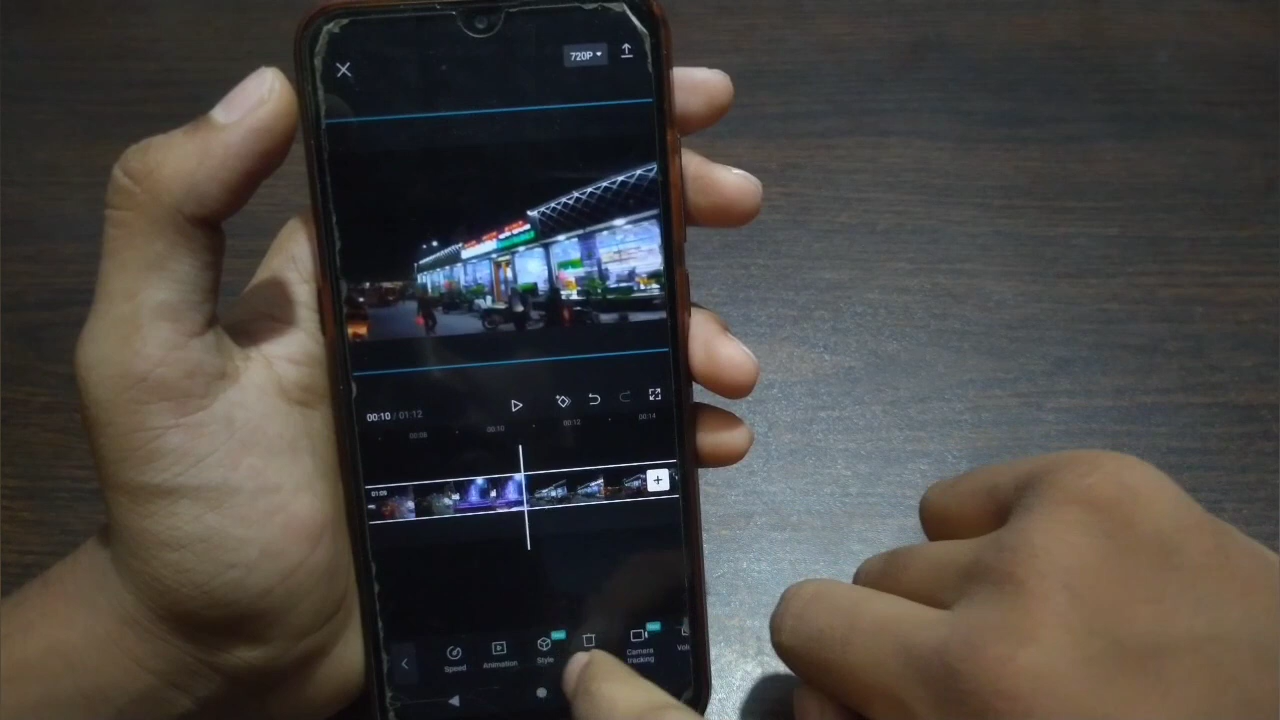 720P
00:10 / 01:12
00:08
00:10
00:12
00:14
01:09
Speed
Animation
Style
Camera
tracking